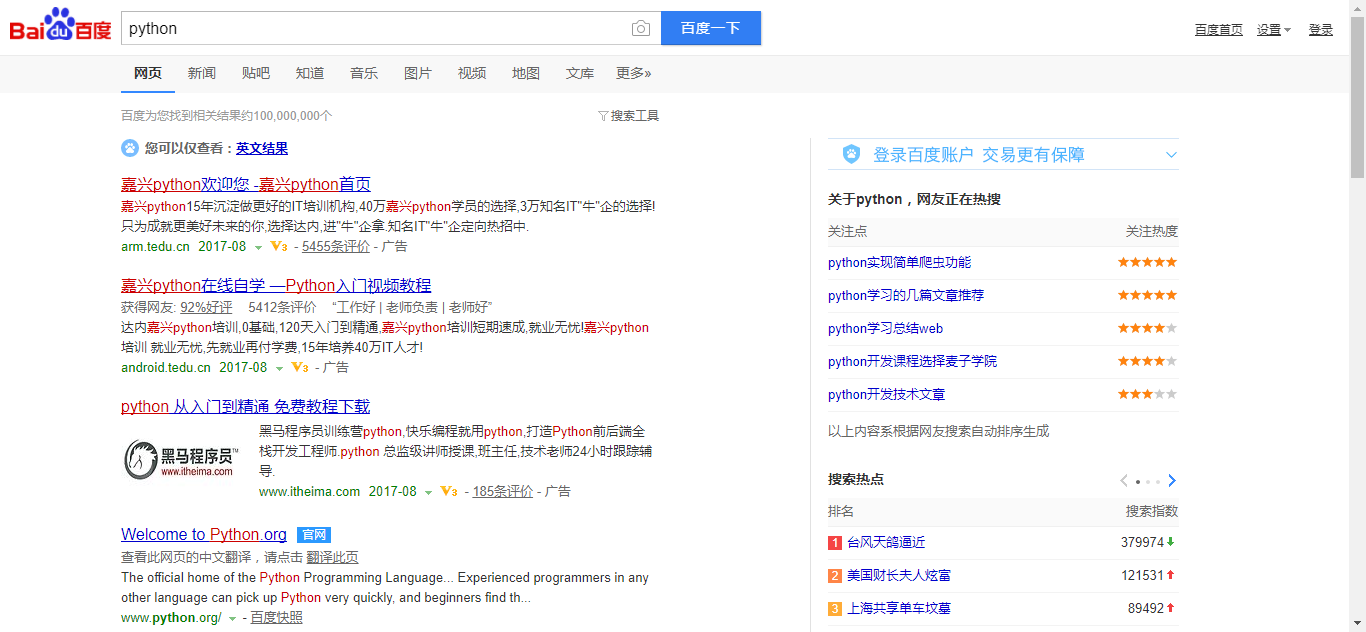 Bai du 百度
python
百度一下
百度首页 设置 登录
网页 新闻 贴吧 知道 音乐 图片 视频 地图 文库 更多»
百度为您找到相关结果约100,000,000个
搜索工具
您可以仅查看：英文结果
嘉兴python欢迎您 -嘉兴python首页
嘉兴python15年沉淀做更好的IT培训机构,40万嘉兴python学员的选择,3万知名IT"牛"企的选择!
只为成就更美好未来的你,选择达内,进"牛"企拿.知名IT"牛"企定向热招中.
arm.tedu.cn 2017-08 V3 - 5455条评价 - 广告
嘉兴python在线自学 —Python入门视频教程
获得网友: 92%好评 5412条评价 “工作好 | 老师负责 | 老师好”
达内嘉兴python培训,0基础,120天入门到精通,嘉兴python培训短期速成,就业无忧!嘉兴python
培训 就业无忧,先就业再付学费,15年培养40万IT人才!
android.tedu.cn 2017-08 V3 - 广告
python 从入门到精通 免费教程下载
黑马程序员™
www.itheima.com
黑马程序员训练营python,快乐编程就用python,打造Python前后端全
栈开发工程师.python 总监级讲师授课,班主任,技术老师24小时跟踪辅
导.
www.itheima.com 2017-08 V3 - 185条评价 - 广告
Welcome to Python.org 官网
查看此网页的中文翻译，请点击 翻译此页
The official home of the Python Programming Language... Experienced programmers in any
other language can pick up Python very quickly, and beginners find th...
www.python.org/ - 百度快照
登录百度账户 交易更有保障
关于python，网友正在热搜
关注点 关注热度
python实现简单爬虫功能
python学习的几篇文章推荐
python学习总结web
python开发课程选择麦子学院
python开发技术文章
以上内容系根据网友搜索自动排序生成
搜索热点
排名 搜索指数
1 台风天鸽逼近 379974
2 美国财长夫人炫富 121531
3 上海共享单车坟墓 89492